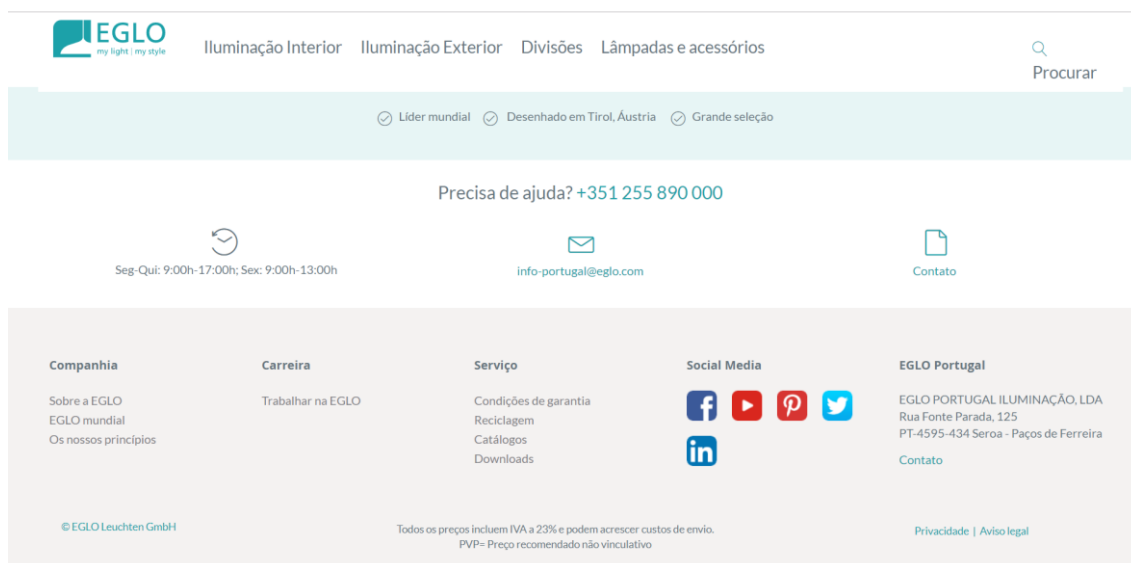 EGLO
my light | my style
Iluminação Interior Iluminação Exterior Divisões Lâmpadas e acessórios
Procurar
Líder mundial Desenhado em Tirol, Áustria Grande seleção
Precisa de ajuda? +351 255 890 000
Seg-Qui: 9:00h-17:00h; Sex: 9:00h-13:00h
info-portugal@eglo.com
Contato
Companhia
Sobre a EGLO
EGLO mundial
Os nossos princípios
Carreira
Trabalhar na EGLO
Serviço
Condições de garantia
Reciclagem
Catálogos
Downloads
Social Media
EGLO Portugal
EGLO PORTUGAL ILUMINAÇÃO, LDA
Rua Fonte Parada, 125
PT-4595-434 Seroa - Paços de Ferreira
Contato
© EGLO Leuchten GmbH
Todos os preços incluem IVA a 23% e podem acrescer custos de envio.
PVP= Preço recomendado não vinculativo
Privacidade | Aviso legal